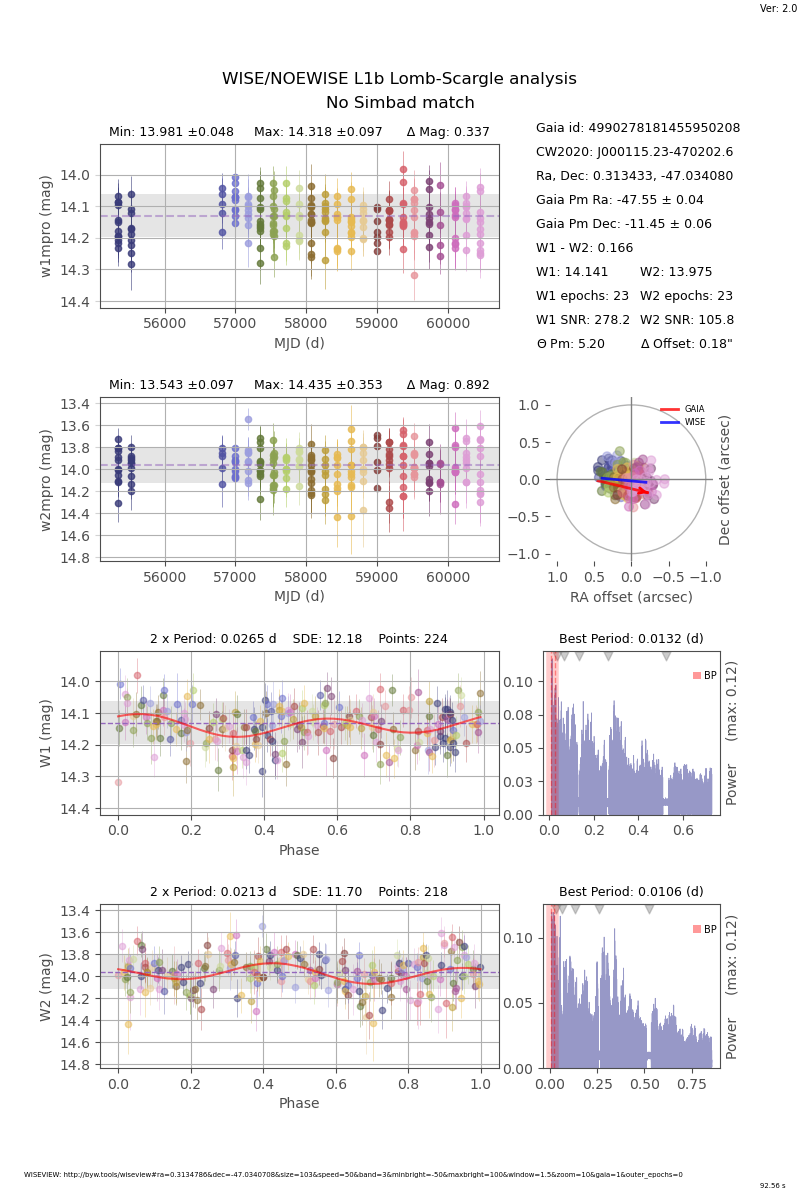 Ver: 2.0
WISE/NOEWISE L1b Lomb-Scargle analysis
No Simbad match
Min: 13.981 ±0.048 Max: 14.318 ±0.097 Δ Mag: 0.337
14.0
14.1
14.2
14.3
14.4
w1mpro (mag)
56000 57000 58000 59000 60000
MJD (d)
Gaia id: 4990278181455950208
CW2020: J000115.23-470202.6
Ra, Dec: 0.313433, -47.034080
Gaia Pm Ra: -47.55 ± 0.04
Gaia Pm Dec: -11.45 ± 0.06
W1 - W2: 0.166
W1: 14.141 W2: 13.975
W1 epochs: 23 W2 epochs: 23
W1 SNR: 278.2 W2 SNR: 105.8
Θ Pm: 5.20 Δ Offset: 0.18"
Min: 13.543 ±0.097 Max: 14.435 ±0.353 Δ Mag: 0.892
13.4
13.6
13.8
14.0
14.2
14.4
14.6
14.8
w2mpro (mag)
56000 57000 58000 59000 60000
MJD (d)
GAIA
WISE
1.0
0.5
0.0
−0.5
−1.0
Dec offset (arcsec)
1.0 0.5 0.0 −0.5 −1.0
RA offset (arcsec)
2 x Period: 0.0265 d SDE: 12.18 Points: 224
14.0
14.1
14.2
14.3
14.4
W1 (mag)
0.0 0.2 0.4 0.6 0.8 1.0
Phase
Best Period: 0.0132 (d)
BP
0.10
0.08
0.05
0.03
0.00
Power (max: 0.12)
0.0 0.2 0.4 0.6
2 x Period: 0.0213 d SDE: 11.70 Points: 218
13.4
13.6
13.8
14.0
14.2
14.4
14.6
14.8
W2 (mag)
0.0 0.2 0.4 0.6 0.8 1.0
Phase
Best Period: 0.0106 (d)
BP
0.10
0.05
0.00
Power (max: 0.12)
0.00 0.25 0.50 0.75
WISEVIEW: http://byw.tools/wiseview#ra=0.3134786&dec=-47.0340708&size=103&speed=50&band=3&minbright=-50&maxbright=100&window=1.5&zoom=10&gaia=1&outer_epochs=0
92.56 s